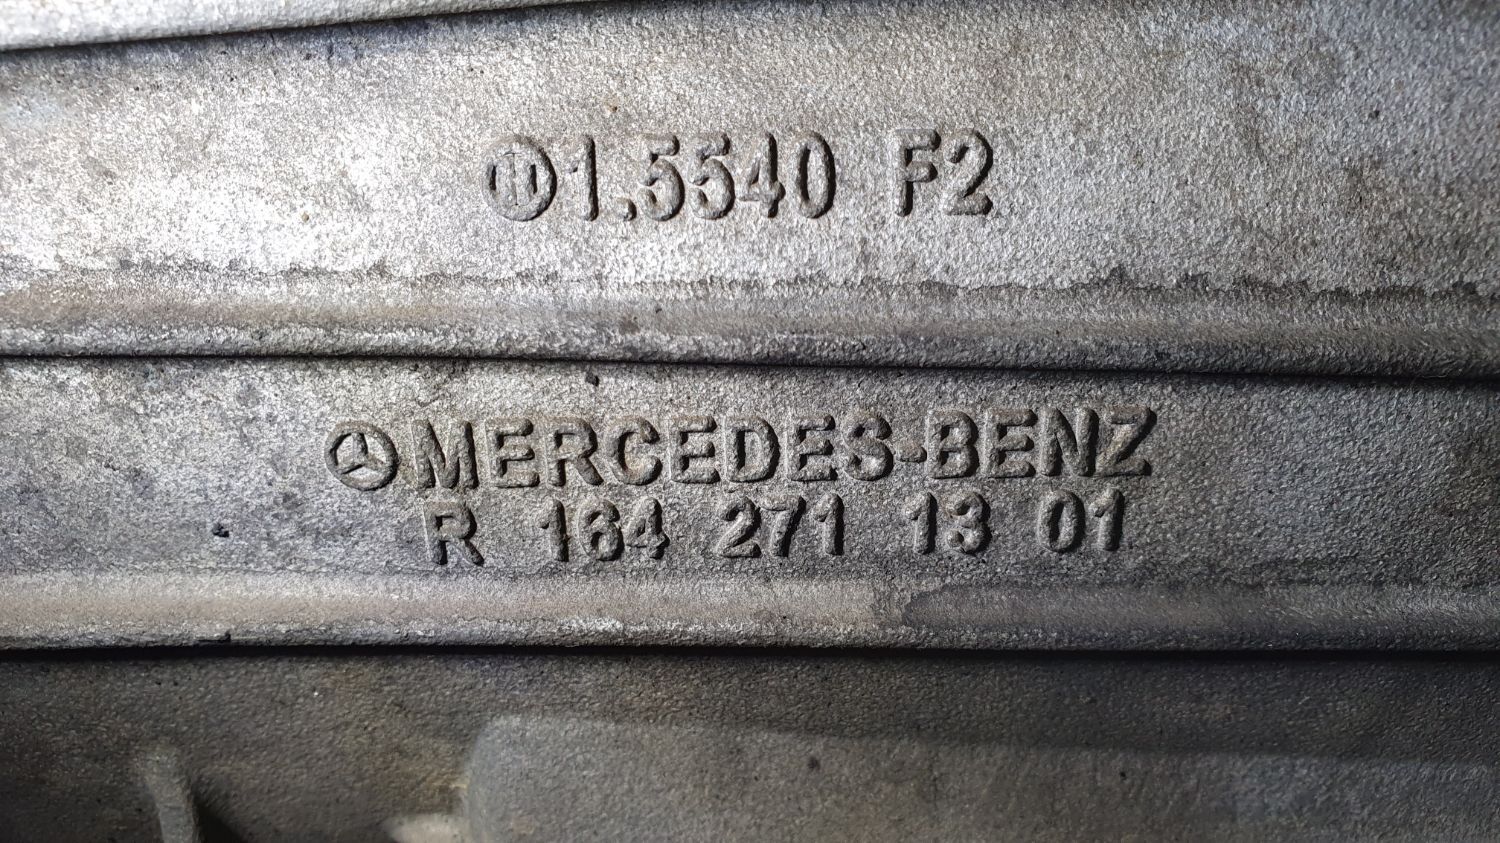 1.5540 F2
MERCEDES-BENZ
R 164 271 13 01